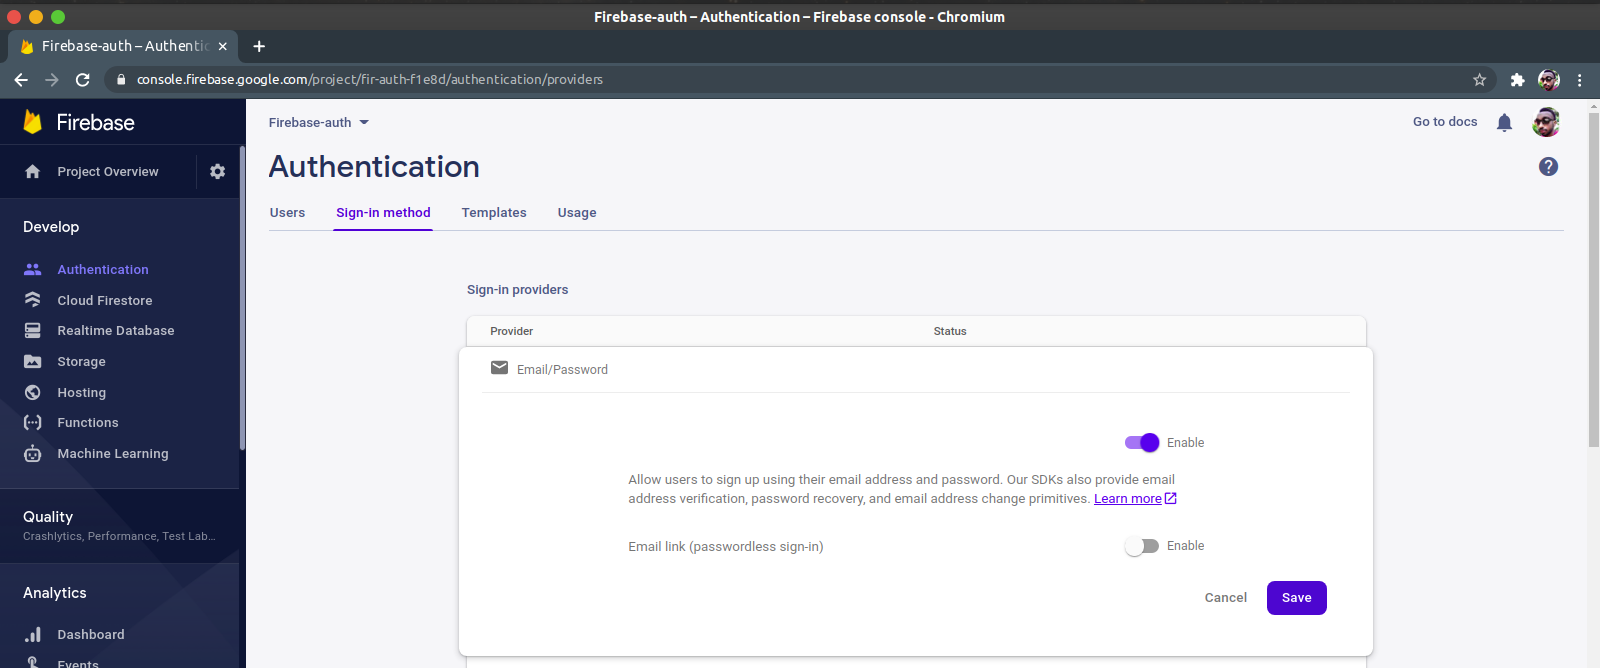 Firebase-auth – Authentication – Firebase console - Chromium
Firebase-auth – Authentic
console.firebase.google.com/project/fir-auth-f1e8d/authentication/providers
Firebase
Project Overview
Develop
Authentication
Cloud Firestore
Realtime Database
Storage
Hosting
Functions
Machine Learning
Quality
Crashlytics, Performance, Test Lab...
Analytics
Dashboard
Events
Firebase-auth
Go to docs
Authentication
Users Sign-in method Templates Usage
Sign-in providers
Provider Status
Email/Password
Enable
Allow users to sign up using their email address and password. Our SDKs also provide email
address verification, password recovery, and email address change primitives. Learn more
Email link (passwordless sign-in) Enable
Cancel Save